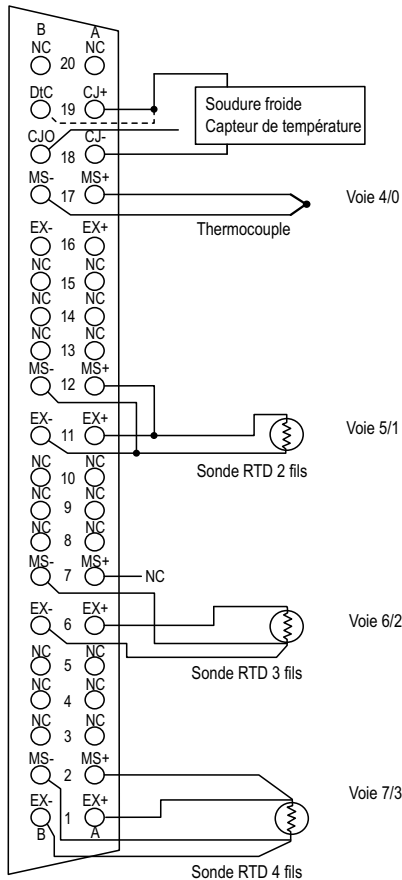 B A
NC NC
20
DtC 19 CJ+
Soudure froide
Capteur de température
CJO 18 CJ-
MS- 17 MS+
Voie 4/0
Thermocouple
EX- 16 EX+
NC 15 NC
NC 14 NC
NC 13 NC
MS- 12 MS+
EX- 11 EX+
Voie 5/1
Sonde RTD 2 fils
NC 10 NC
NC 9 NC
NC 8 NC
MS- 7 MS+
NC
EX- 6 EX+
Voie 6/2
Sonde RTD 3 fils
NC 5 NC
NC 4 NC
NC 3 NC
MS- 2 MS+
Voie 7/3
EX- 1 EX+
B A
Sonde RTD 4 fils